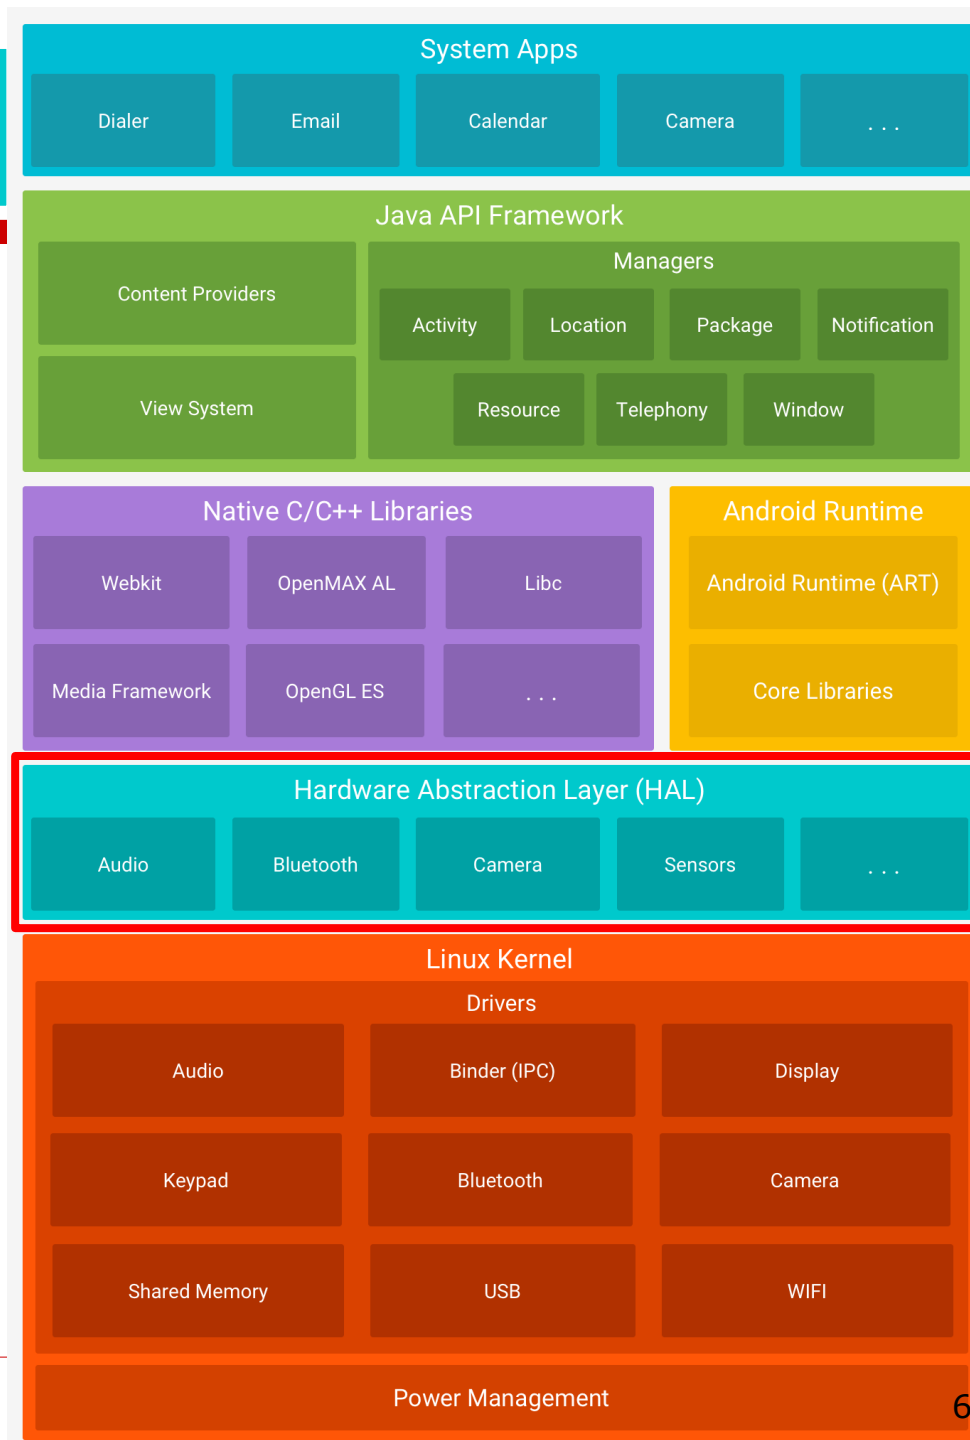 System Apps
Dialer Email Calendar Camera . . .
Java API Framework
Content Providers
View System
Managers
Activity Location Package Notification
Resource Telephony Window
Native C/C++ Libraries
Webkit OpenMAX AL Libc
Media Framework OpenGL ES . . .
Android Runtime
Android Runtime (ART)
Core Libraries
Hardware Abstraction Layer (HAL)
Audio Bluetooth Camera Sensors . . .
Linux Kernel
Drivers
Audio Binder (IPC) Display
Keypad Bluetooth Camera
Shared Memory USB WIFI
Power Management
6